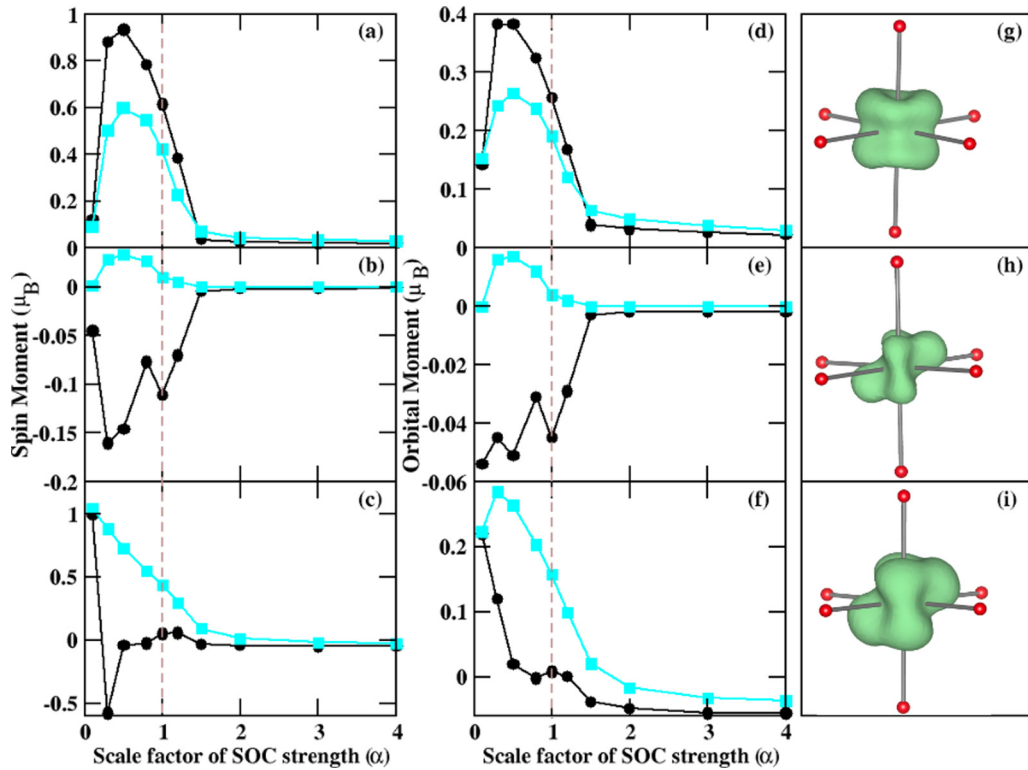 (a)
1
0.8
0.6
0.4
0.2
0
(b)
0
-0.05
-0.1
-0.15
-0.2
(c)
1
0.5
0
-0.5
0 1 2 3 4
Spin Moment (μB)
Scale factor of SOC strength (α)
(d)
0.4
0.3
0.2
0.1
0
(e)
0
-0.02
-0.04
-0.06
(f)
0.2
0.1
0
0 1 2 3 4
Orbital Moment (μB)
Scale factor of SOC strength (α)
(g)
(h)
(i)